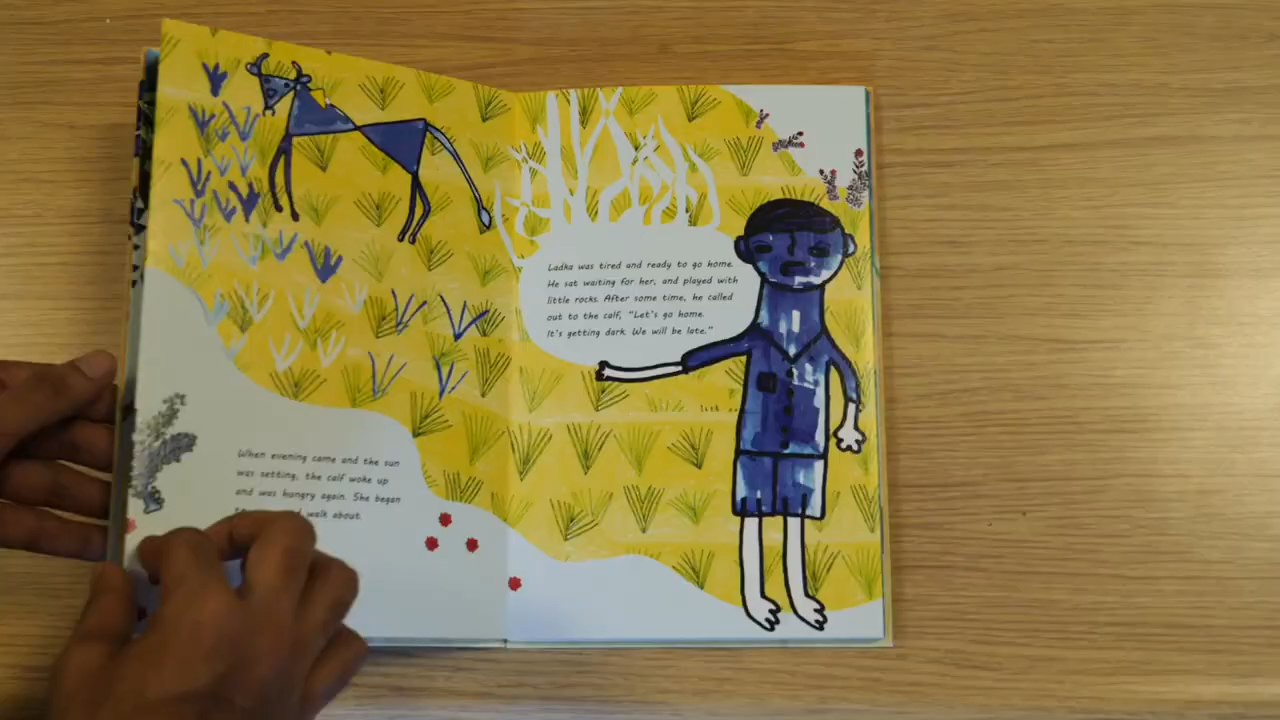 When evening came and the sun
was setting, the calf woke up
and was hungry again. She began
walk about.
Ladka was tired and ready to go home.
He sat waiting for her, and played with
little rocks. After some time, he called
out to the calf, “Let’s go home.
It’s getting dark. We will be late.”